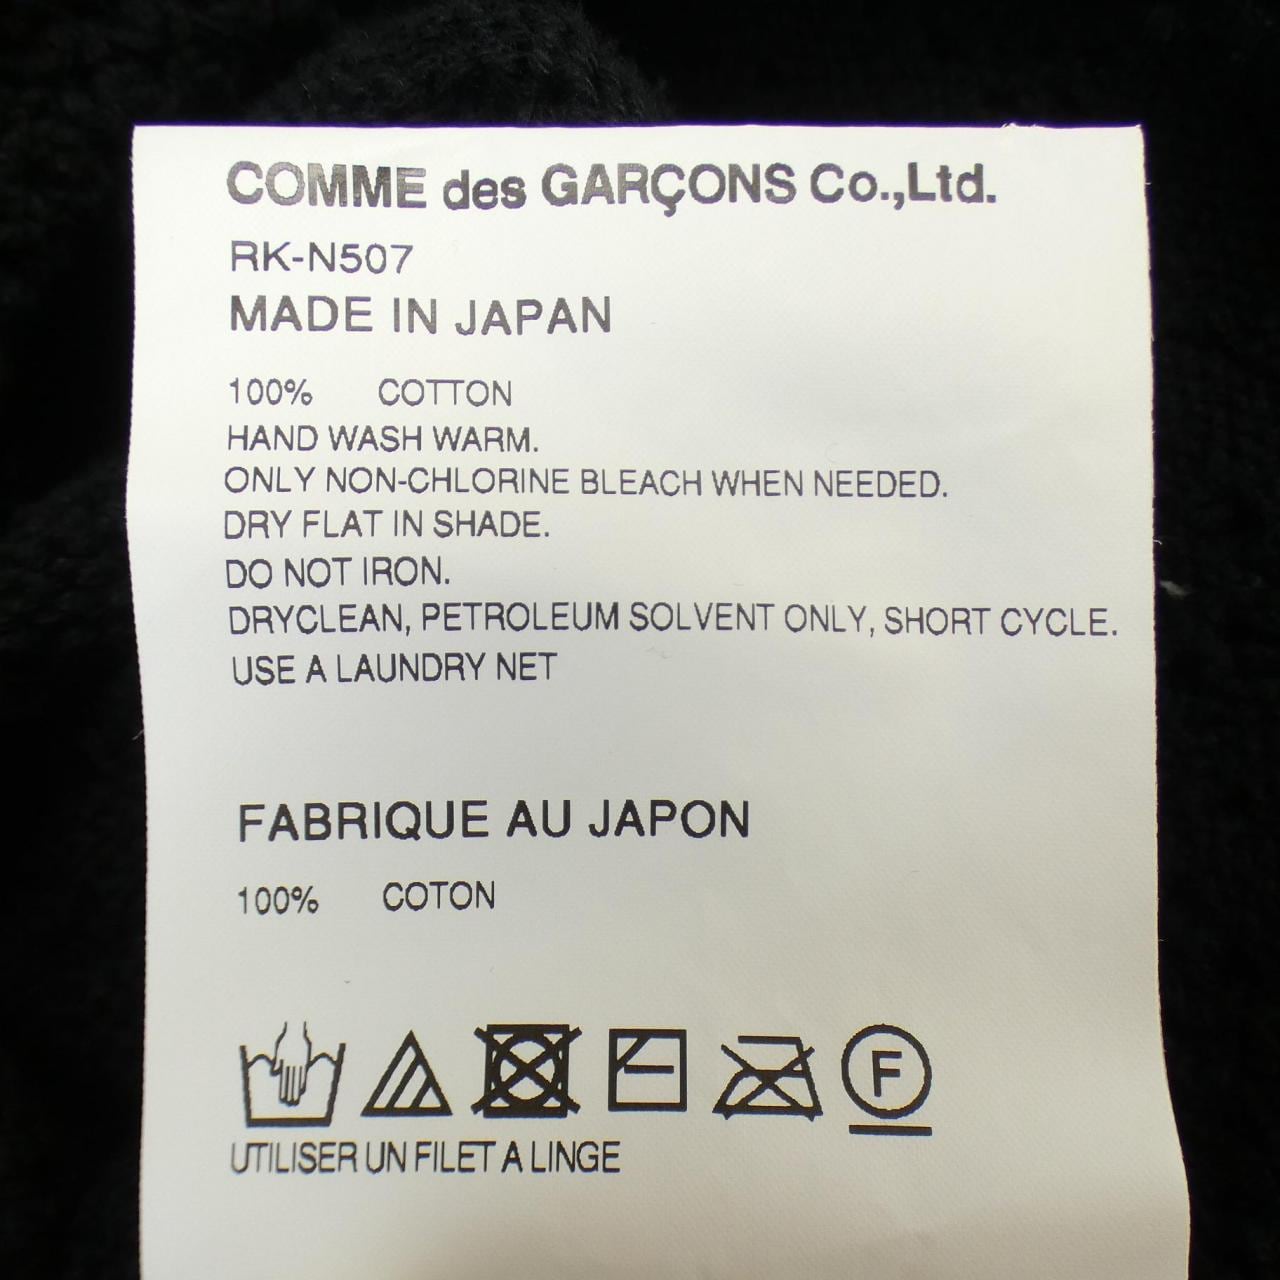 COMME des GARÇONS Co.,Ltd.
RK-N507
MADE IN JAPAN
100% COTTON
HAND WASH WARM.
ONLY NON-CHLORINE BLEACH WHEN NEEDED.
DRY FLAT IN SHADE.
DO NOT IRON.
DRYCLEAN, PETROLEUM SOLVENT ONLY, SHORT CYCLE.
USE A LAUNDRY NET
FABRIQUE AU JAPON
100% COTON
F
UTILISER UN FILET A LINGE